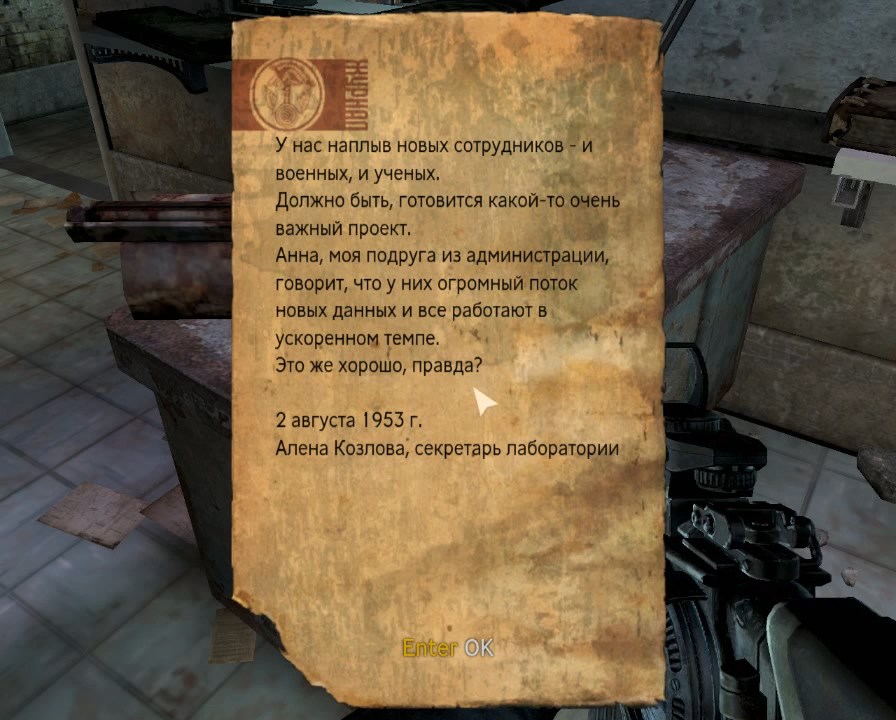 ЖУРНАЛ
У нас наплыв новых сотрудников - и
военных, и ученых.
Должно быть, готовится какой-то очень
важный проект.
Анна, моя подруга из администрации,
говорит, что у них огромный поток
новых данных и все работают в
ускоренном темпе.
Это же хорошо, правда?
2 августа 1953 г.
Алена Козлова, секретарь лаборатории
Enter OK